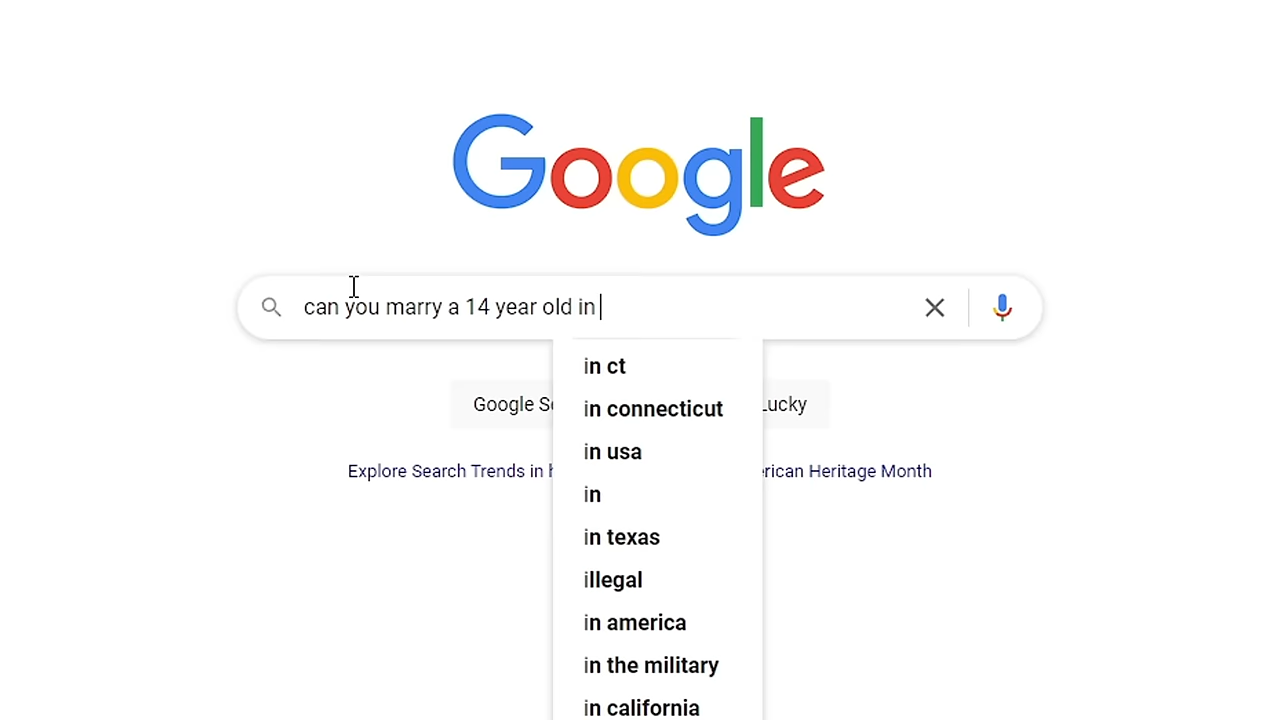 Google
can you marry a 14 year old in
in ct
in connecticut
Google S Lucky
in usa
Explore Search Trends in erican Heritage Month
in
in texas
illegal
in america
in the military
in california